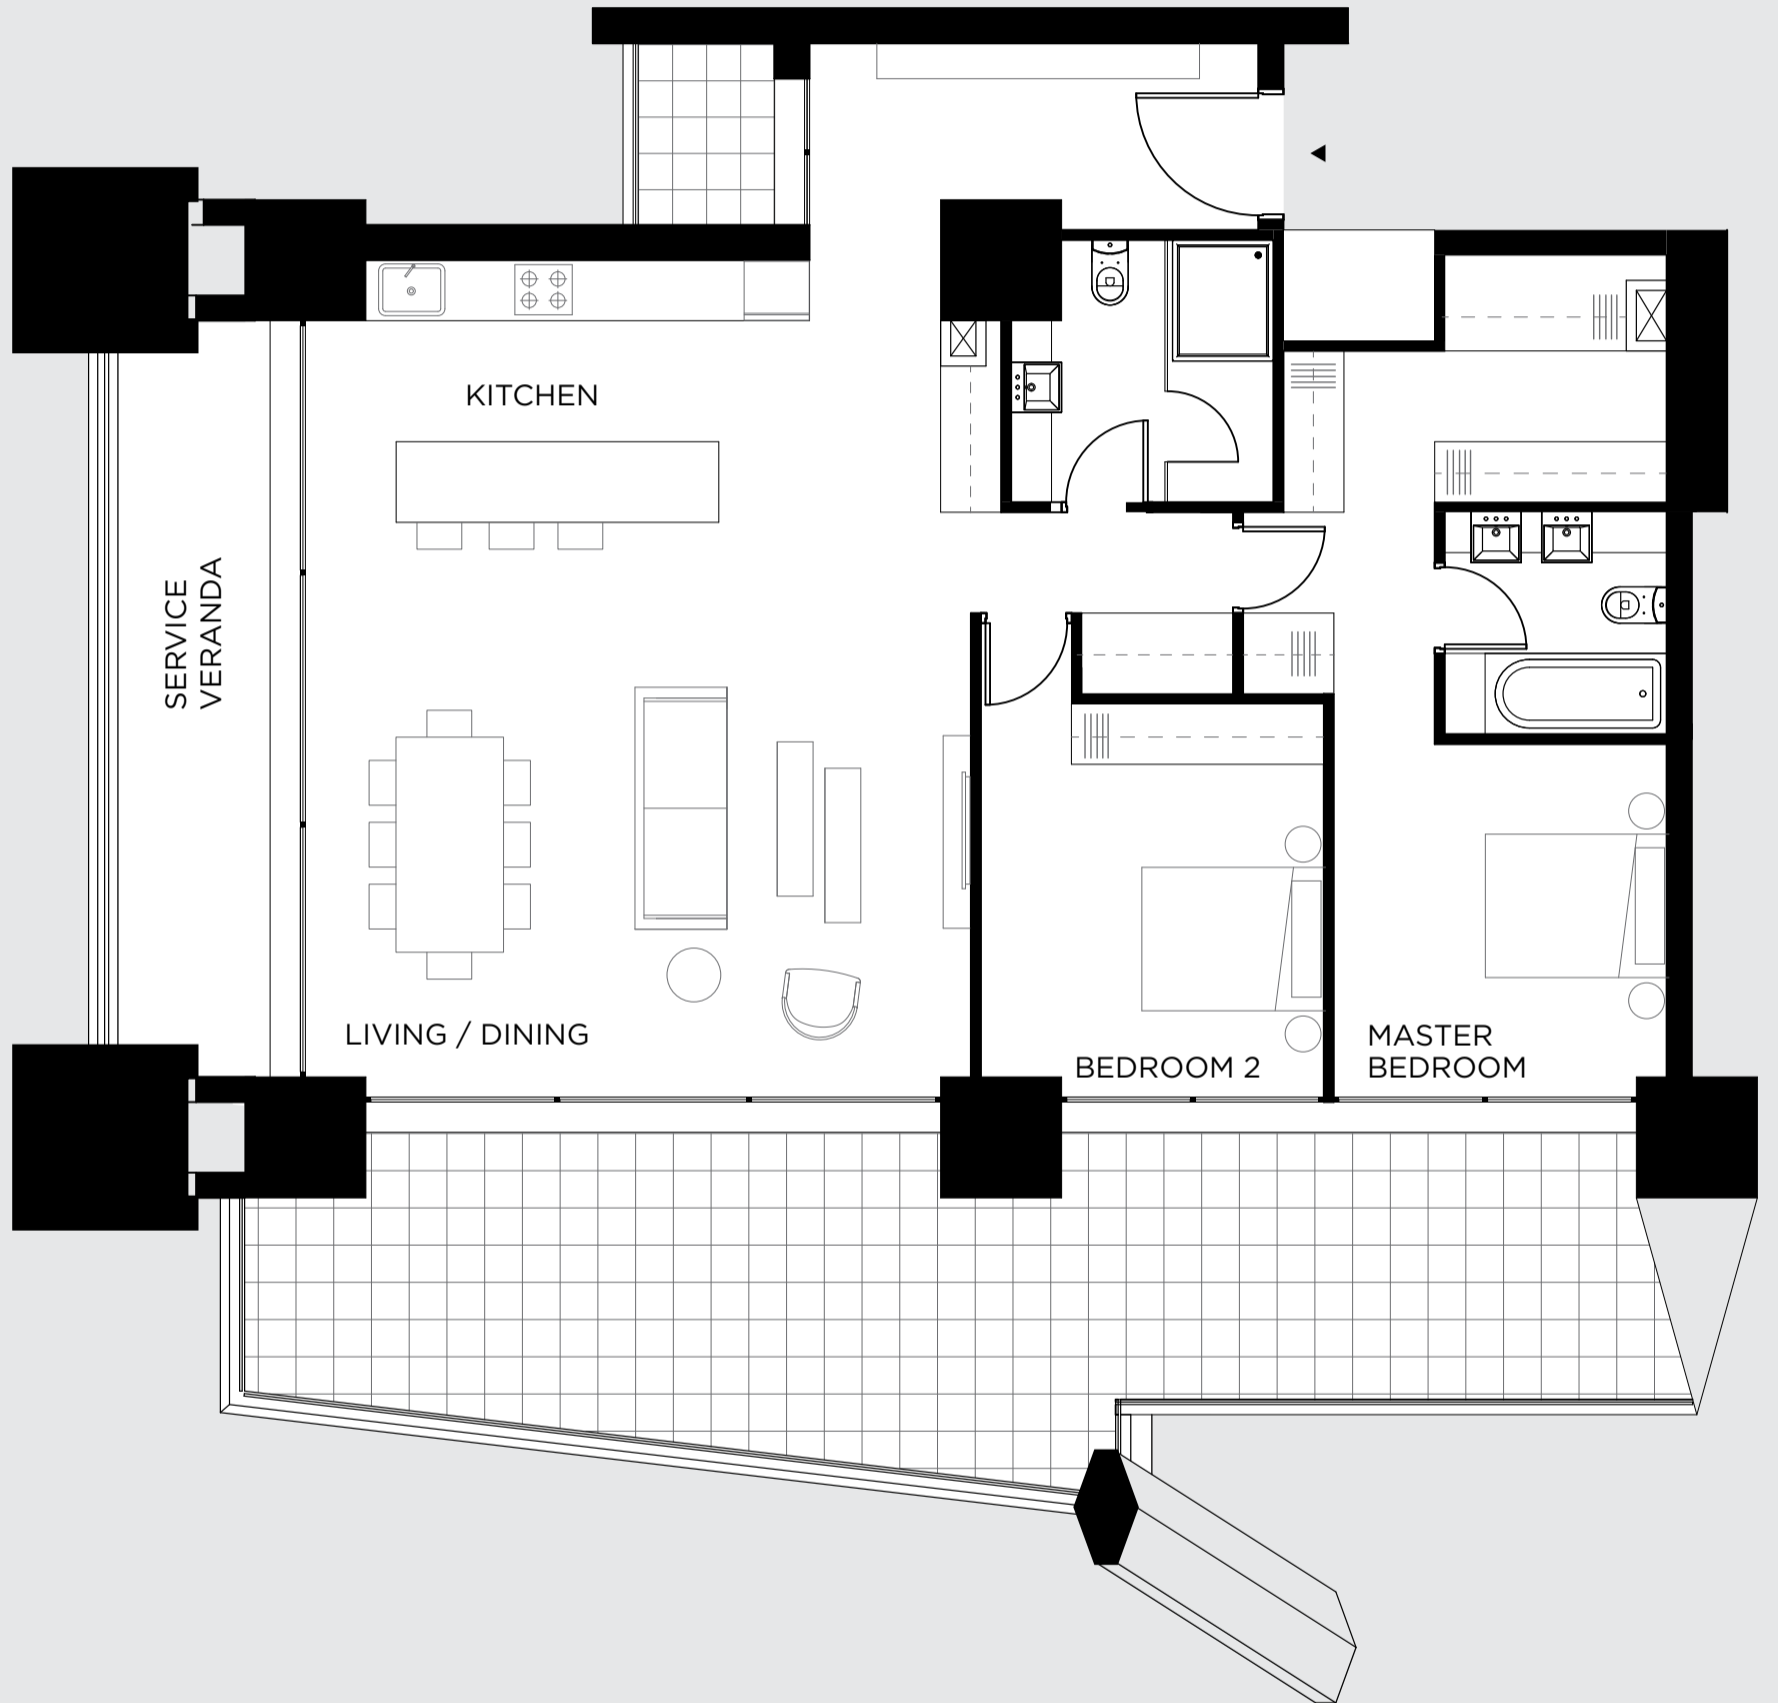 KITCHEN
SERVICE
VERANDA
LIVING / DINING
BEDROOM 2
MASTER
BEDROOM